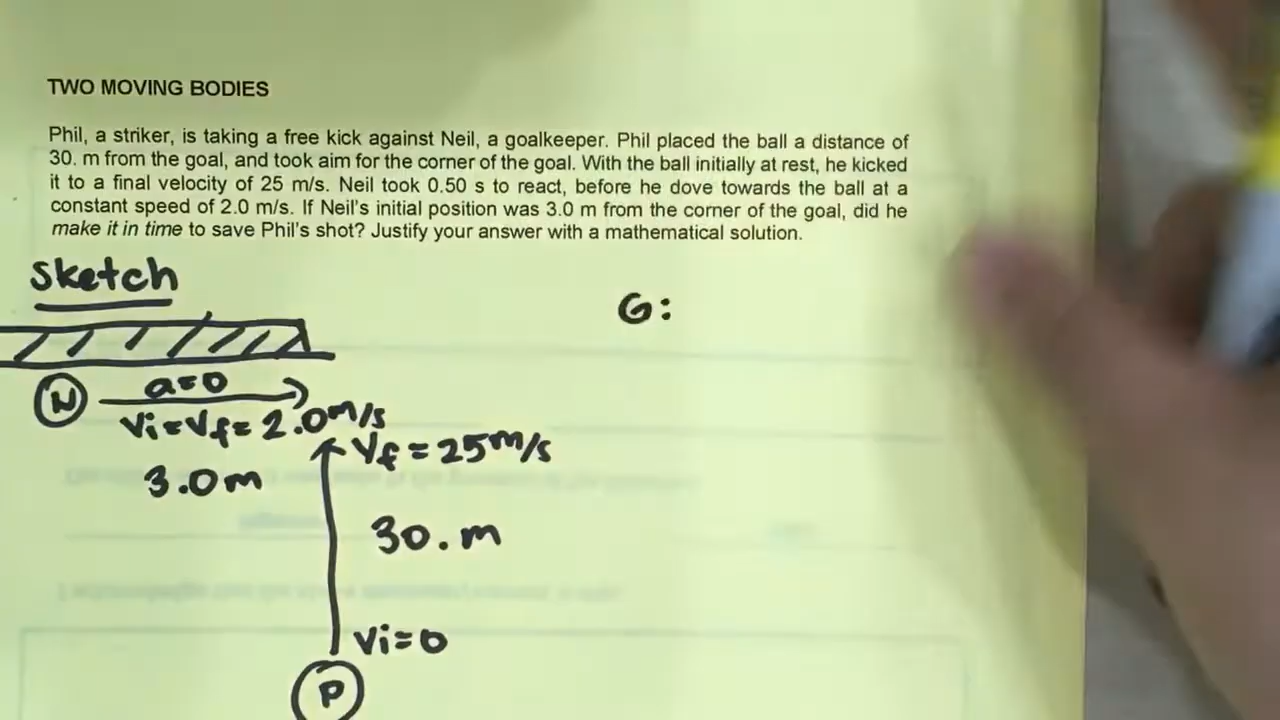 TWO MOVING BODIES
Phil, a striker, is taking a free kick against Neil, a goalkeeper. Phil placed the ball a distance of
30. m from the goal, and took aim for the corner of the goal. With the ball initially at rest, he kicked
it to a final velocity of 25 m/s. Neil took 0.50 s to react, before he dove towards the ball at a
constant speed of 2.0 m/s. If Neil's initial position was 3.0 m from the corner of the goal, did he
make it in time to save Phil's shot? Justify your answer with a mathematical solution.
Sketch
G:
a=0
N
Vi=Vf= 2.0m/s
Vf = 25m/s
3.0m
30. m
Vi=0
P